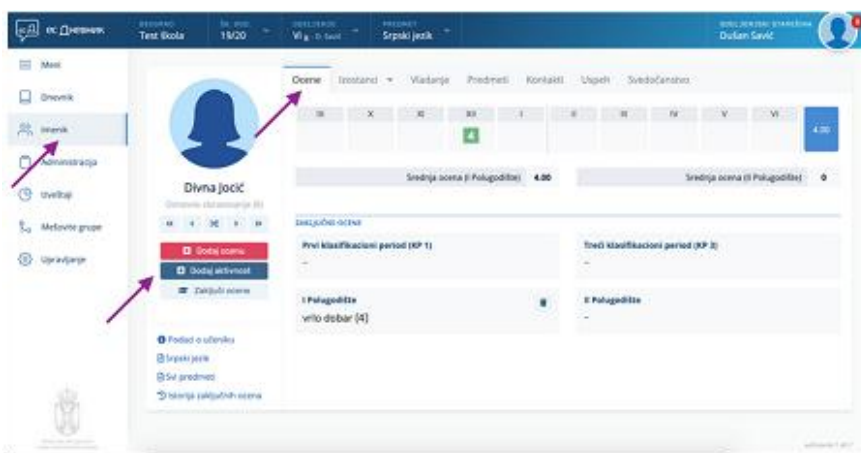 ес Дневник
Test škola
19/20
VI
Srpski jezik
Dušan Savić
Meni
Dnevnik
Imenik
Administracija
Izveštaji
Mešovite grupe
Upravljanje
Divna Jocić
Dodaj ocenu
Dodaj aktivnost
Zaključi ocene
Podaci o učeniku
Srpski jezik
Svi predmeti
Istorija zaključnih ocena
Ocene Izostanci Vladanje Predmeti Kontakti Uspeh Svedočanstvo
IX X XI XII I II III IV V VI
4
4.00
Srednja ocena (I Polugodište) 4.00
Srednja ocena (II Polugodište) 0
ZAKLJUČNE OCENE
Prvi klasifikacioni period (KP 1)
-
Treći klasifikacioni period (KP 3)
-
I Polugodište
vrlo dobar (4)
II Polugodište
-